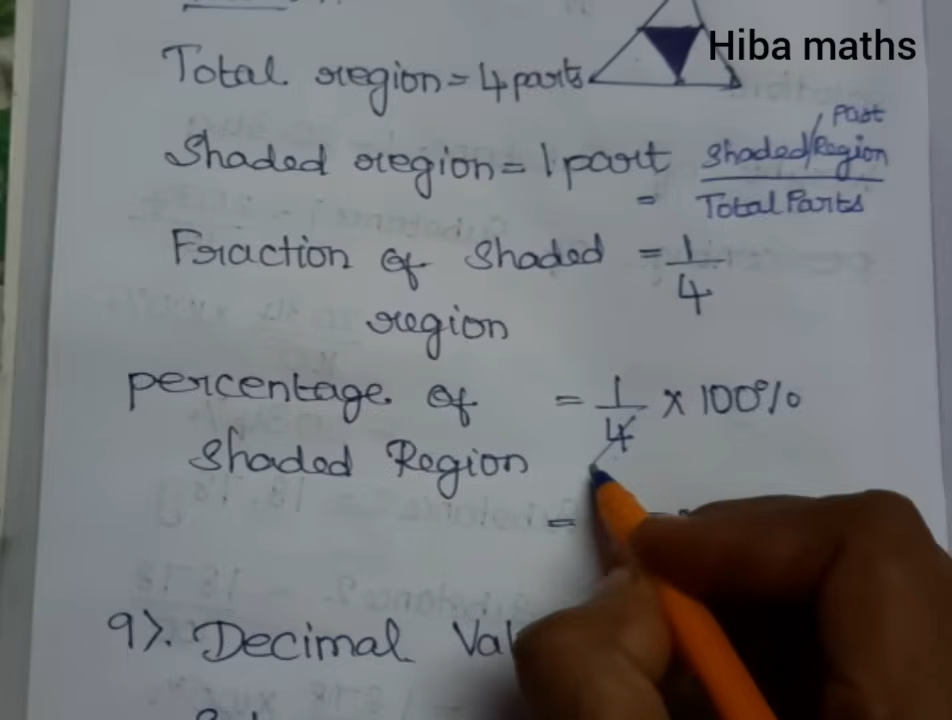 Hiba maths
Total region = 4 parts
Shaded region = 1 part
part
= Shaded/Region
Total Parts
Fraction of Shaded = 1/4
region
percentage of = 1/4 × 100%
Shaded Region
=
9). Decimal Val